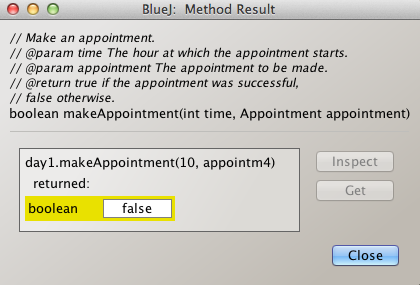 BlueJ: Method Result
// Make an appointment.
// @param time The hour at which the appointment starts.
// @param appointment The appointment to be made.
// @return true if the appointment was successful,
// false otherwise.
boolean makeAppointment(int time, Appointment appointment)
day1.makeAppointment(10, appointm4)
returned:
boolean false
Inspect
Get
Close